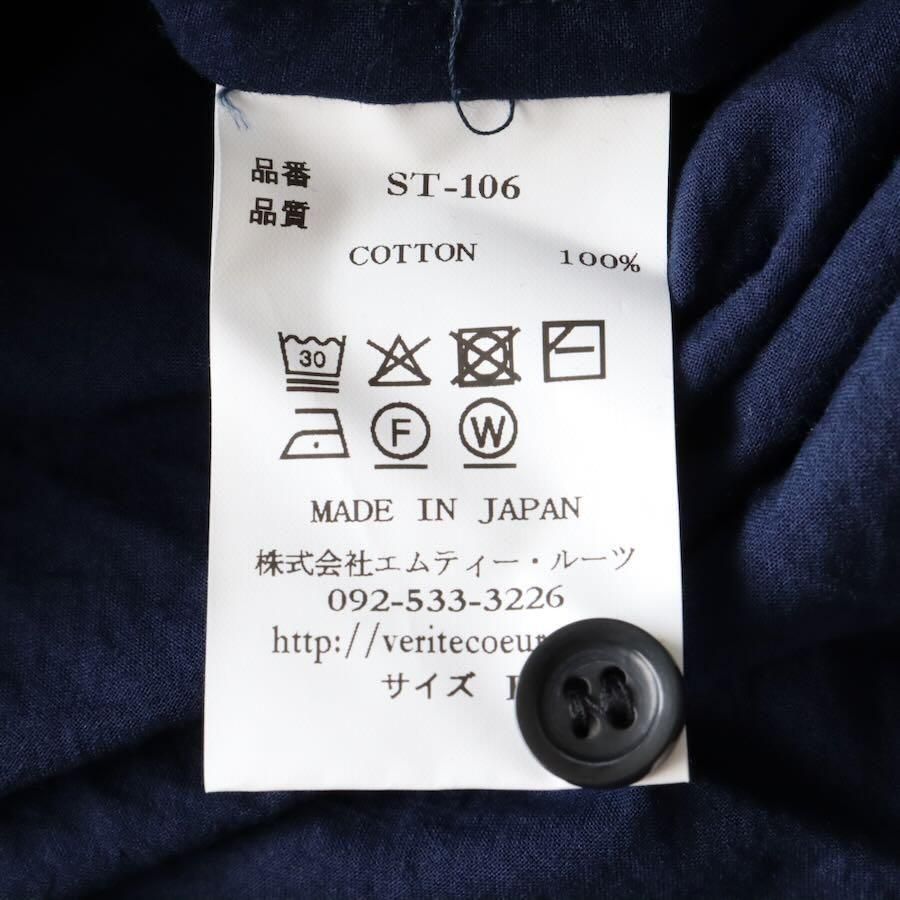 品番 ST-106
品質
COTTON 100%
30
F W
MADE IN JAPAN
株式会社エムティー・ルーツ
092-533-3226
http://veritecoeur
サイズ